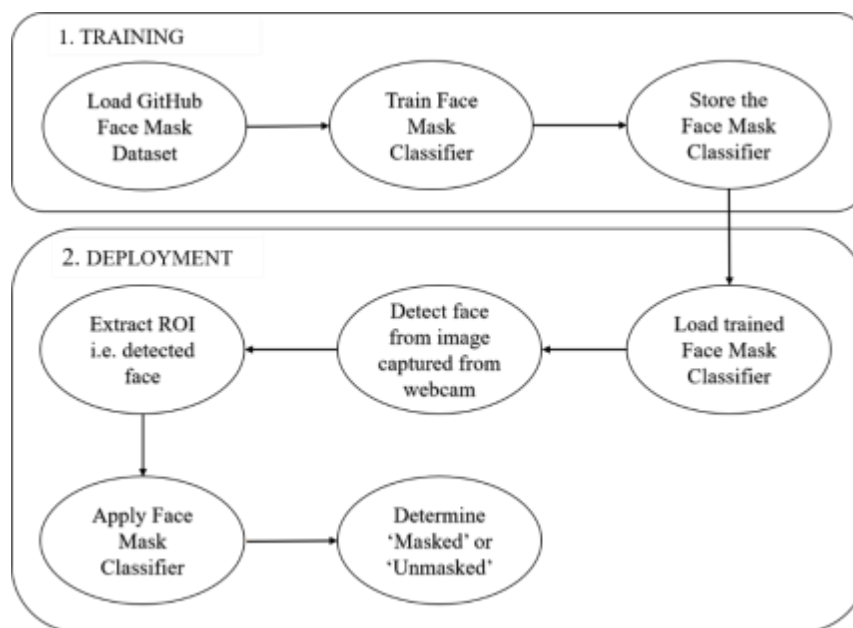 1. TRAINING
Load GitHub
Face Mask
Dataset
Train Face
Mask
Classifier
Store the
Face Mask
Classifier
2. DEPLOYMENT
Load trained
Face Mask
Classifier
Detect face
from image
captured from
webcam
Extract ROI
i.e. detected
face
Apply Face
Mask
Classifier
Determine
‘Masked’ or
‘Unmasked’